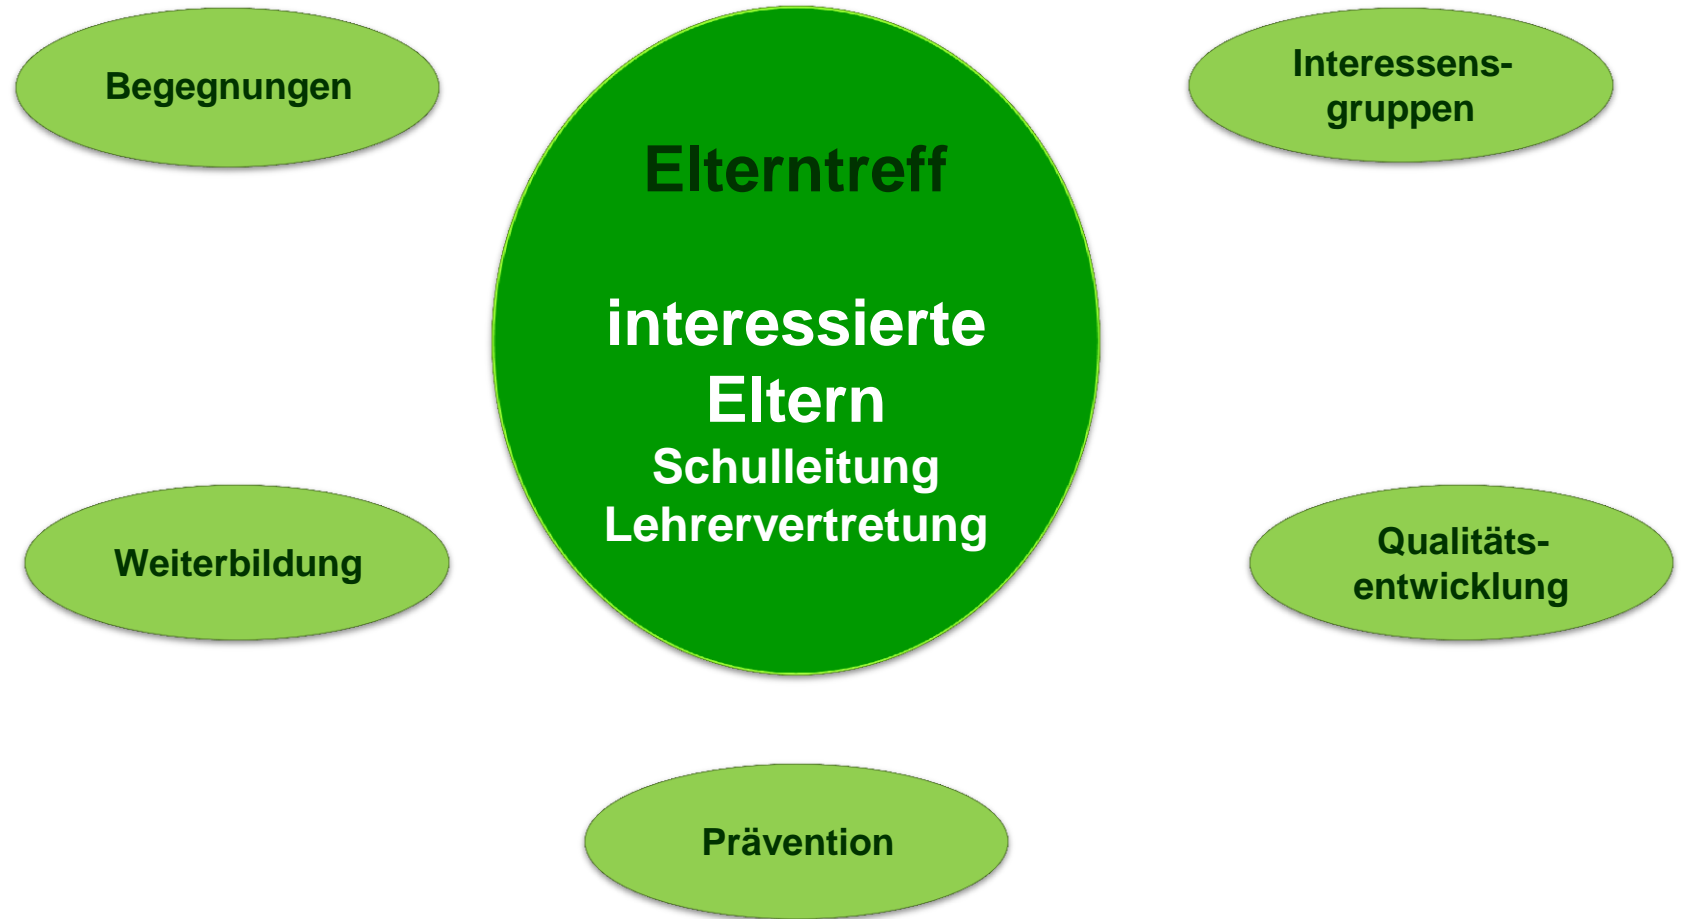 Begegnungen
Interessens-
gruppen
Elterntreff
interessierte
Eltern
Schulleitung
Lehrervertretung
Weiterbildung
Qualitäts-
entwicklung
Prävention